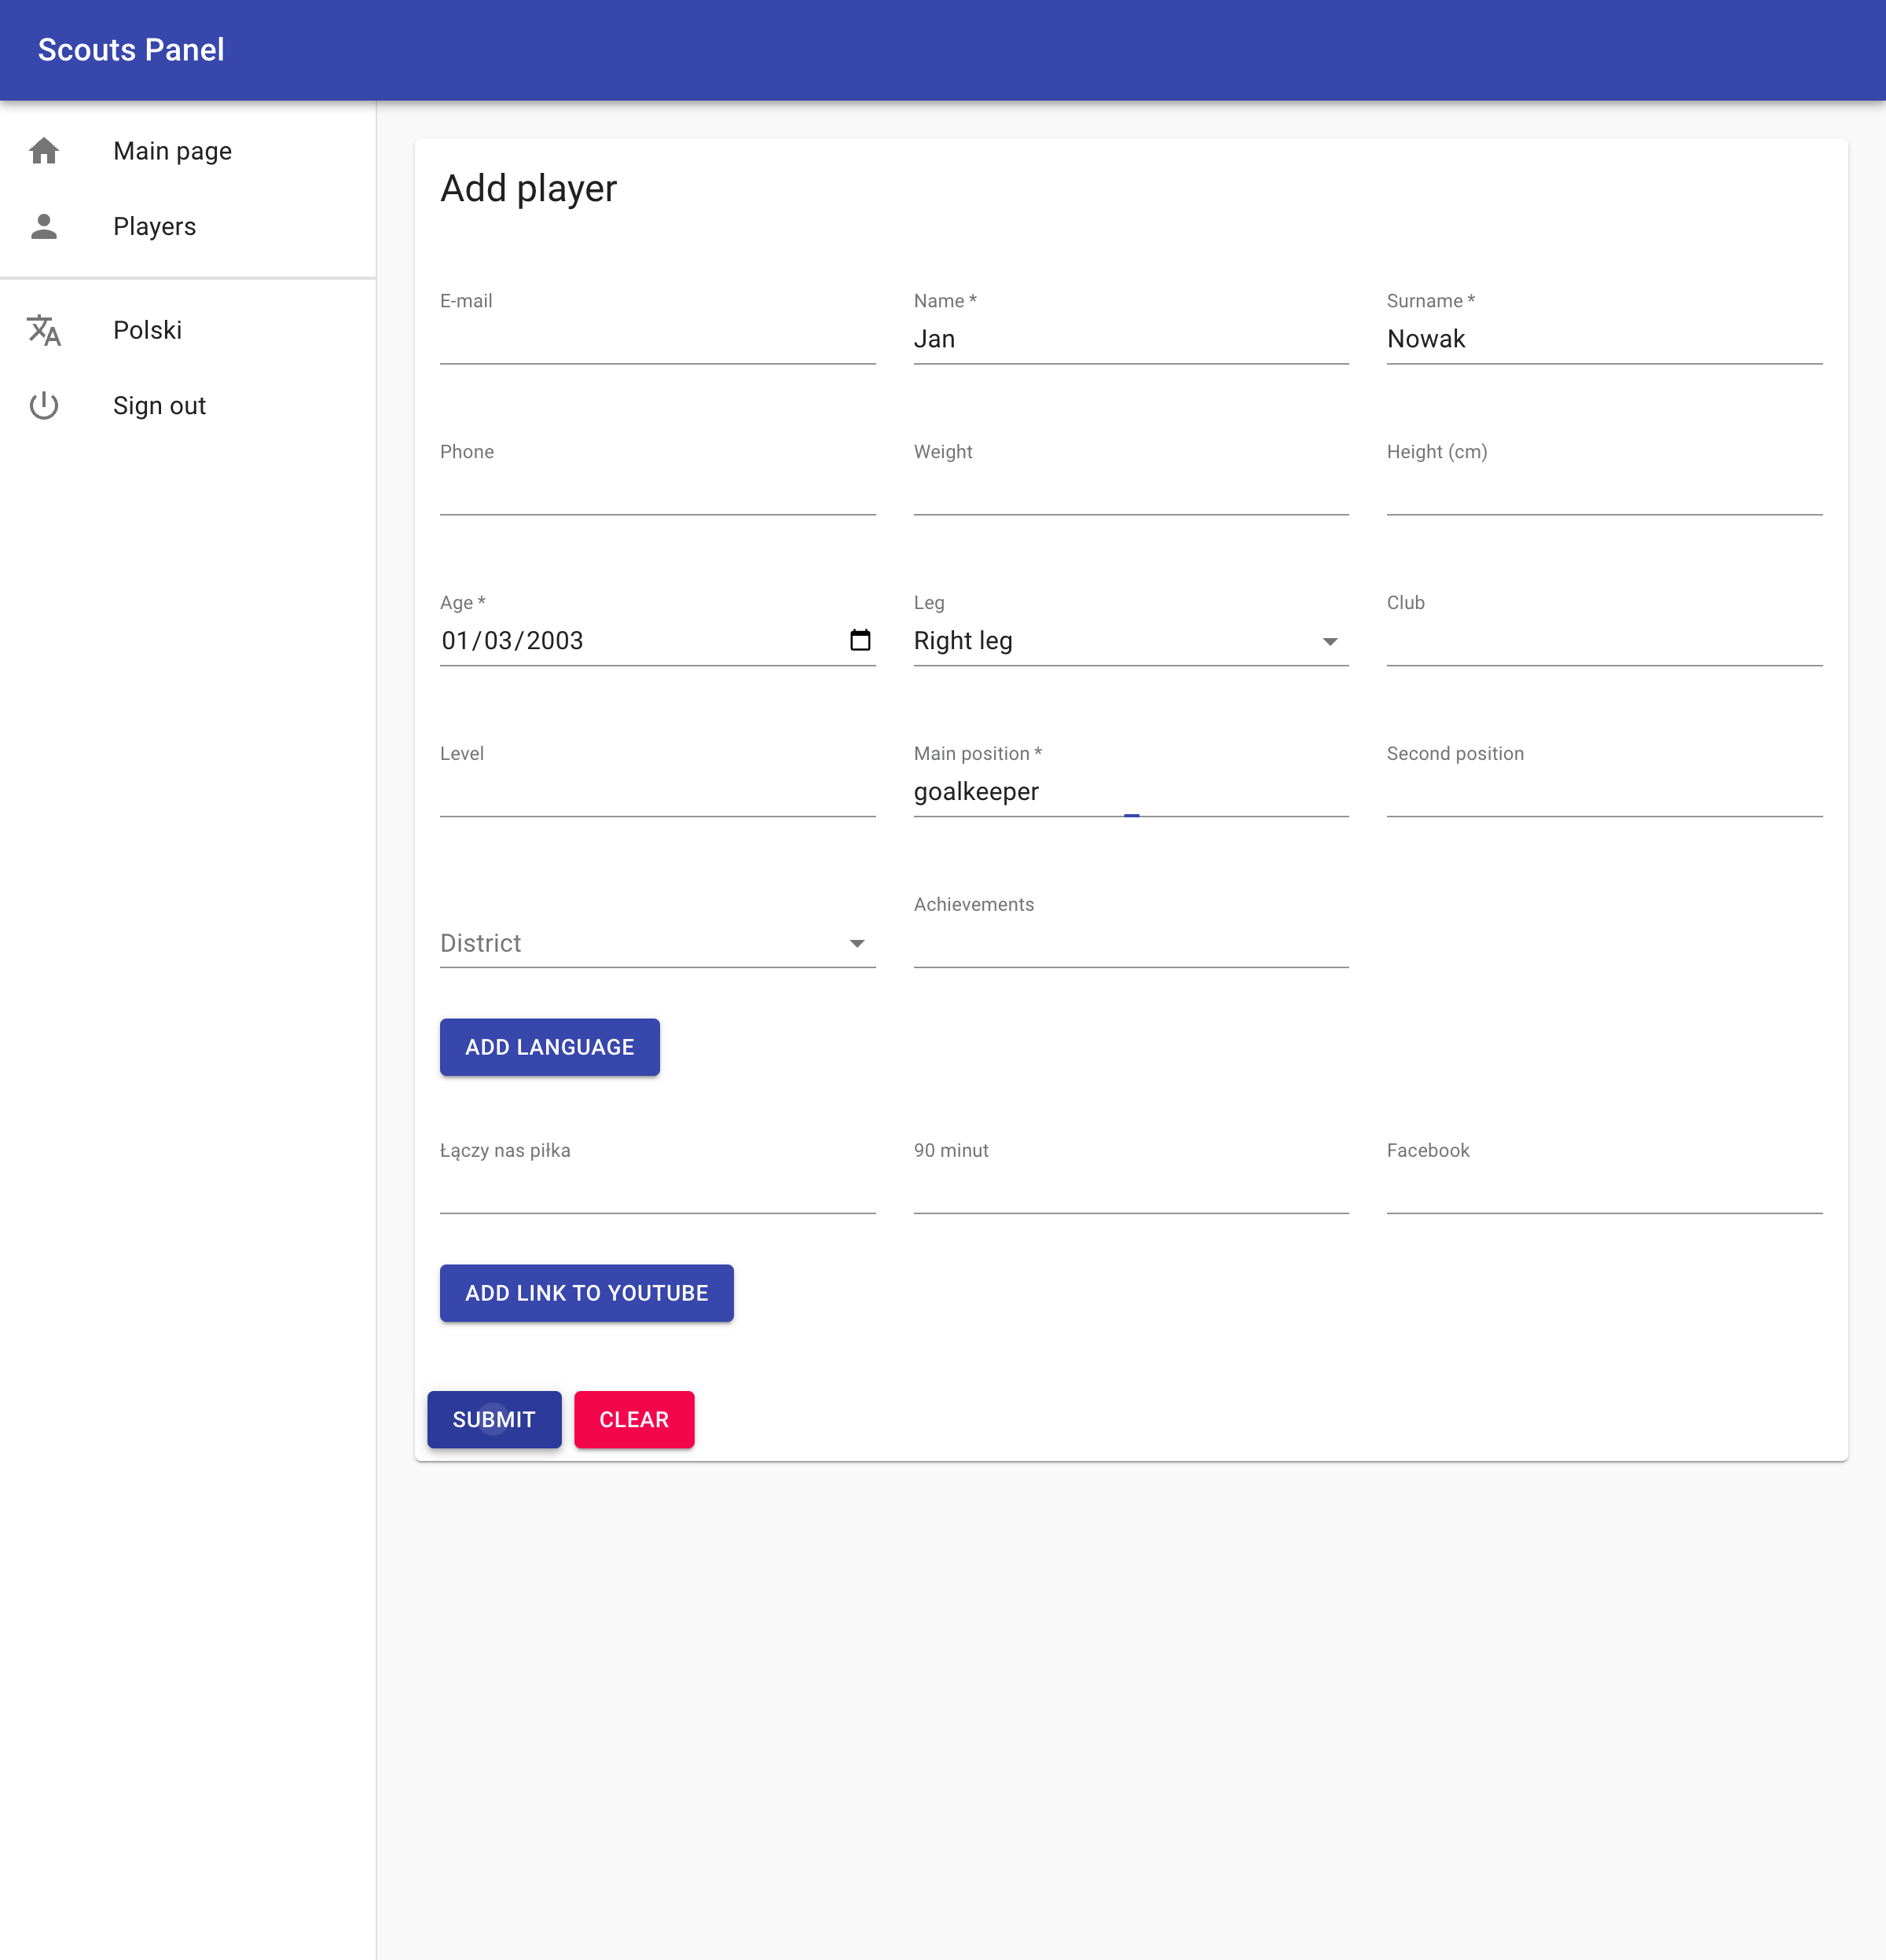 Scouts Panel
Main page
Players
Polski
Sign out
Add player
E-mail
Name *
Surname *
Jan
Nowak
Phone
Weight
Height (cm)
Age *
Leg
Club
01/03/2003
Right leg
Level
Main position *
Second position
goalkeeper
Achievements
District
ADD LANGUAGE
Łączy nas piłka
90 minut
Facebook
ADD LINK TO YOUTUBE
SUBMIT
CLEAR